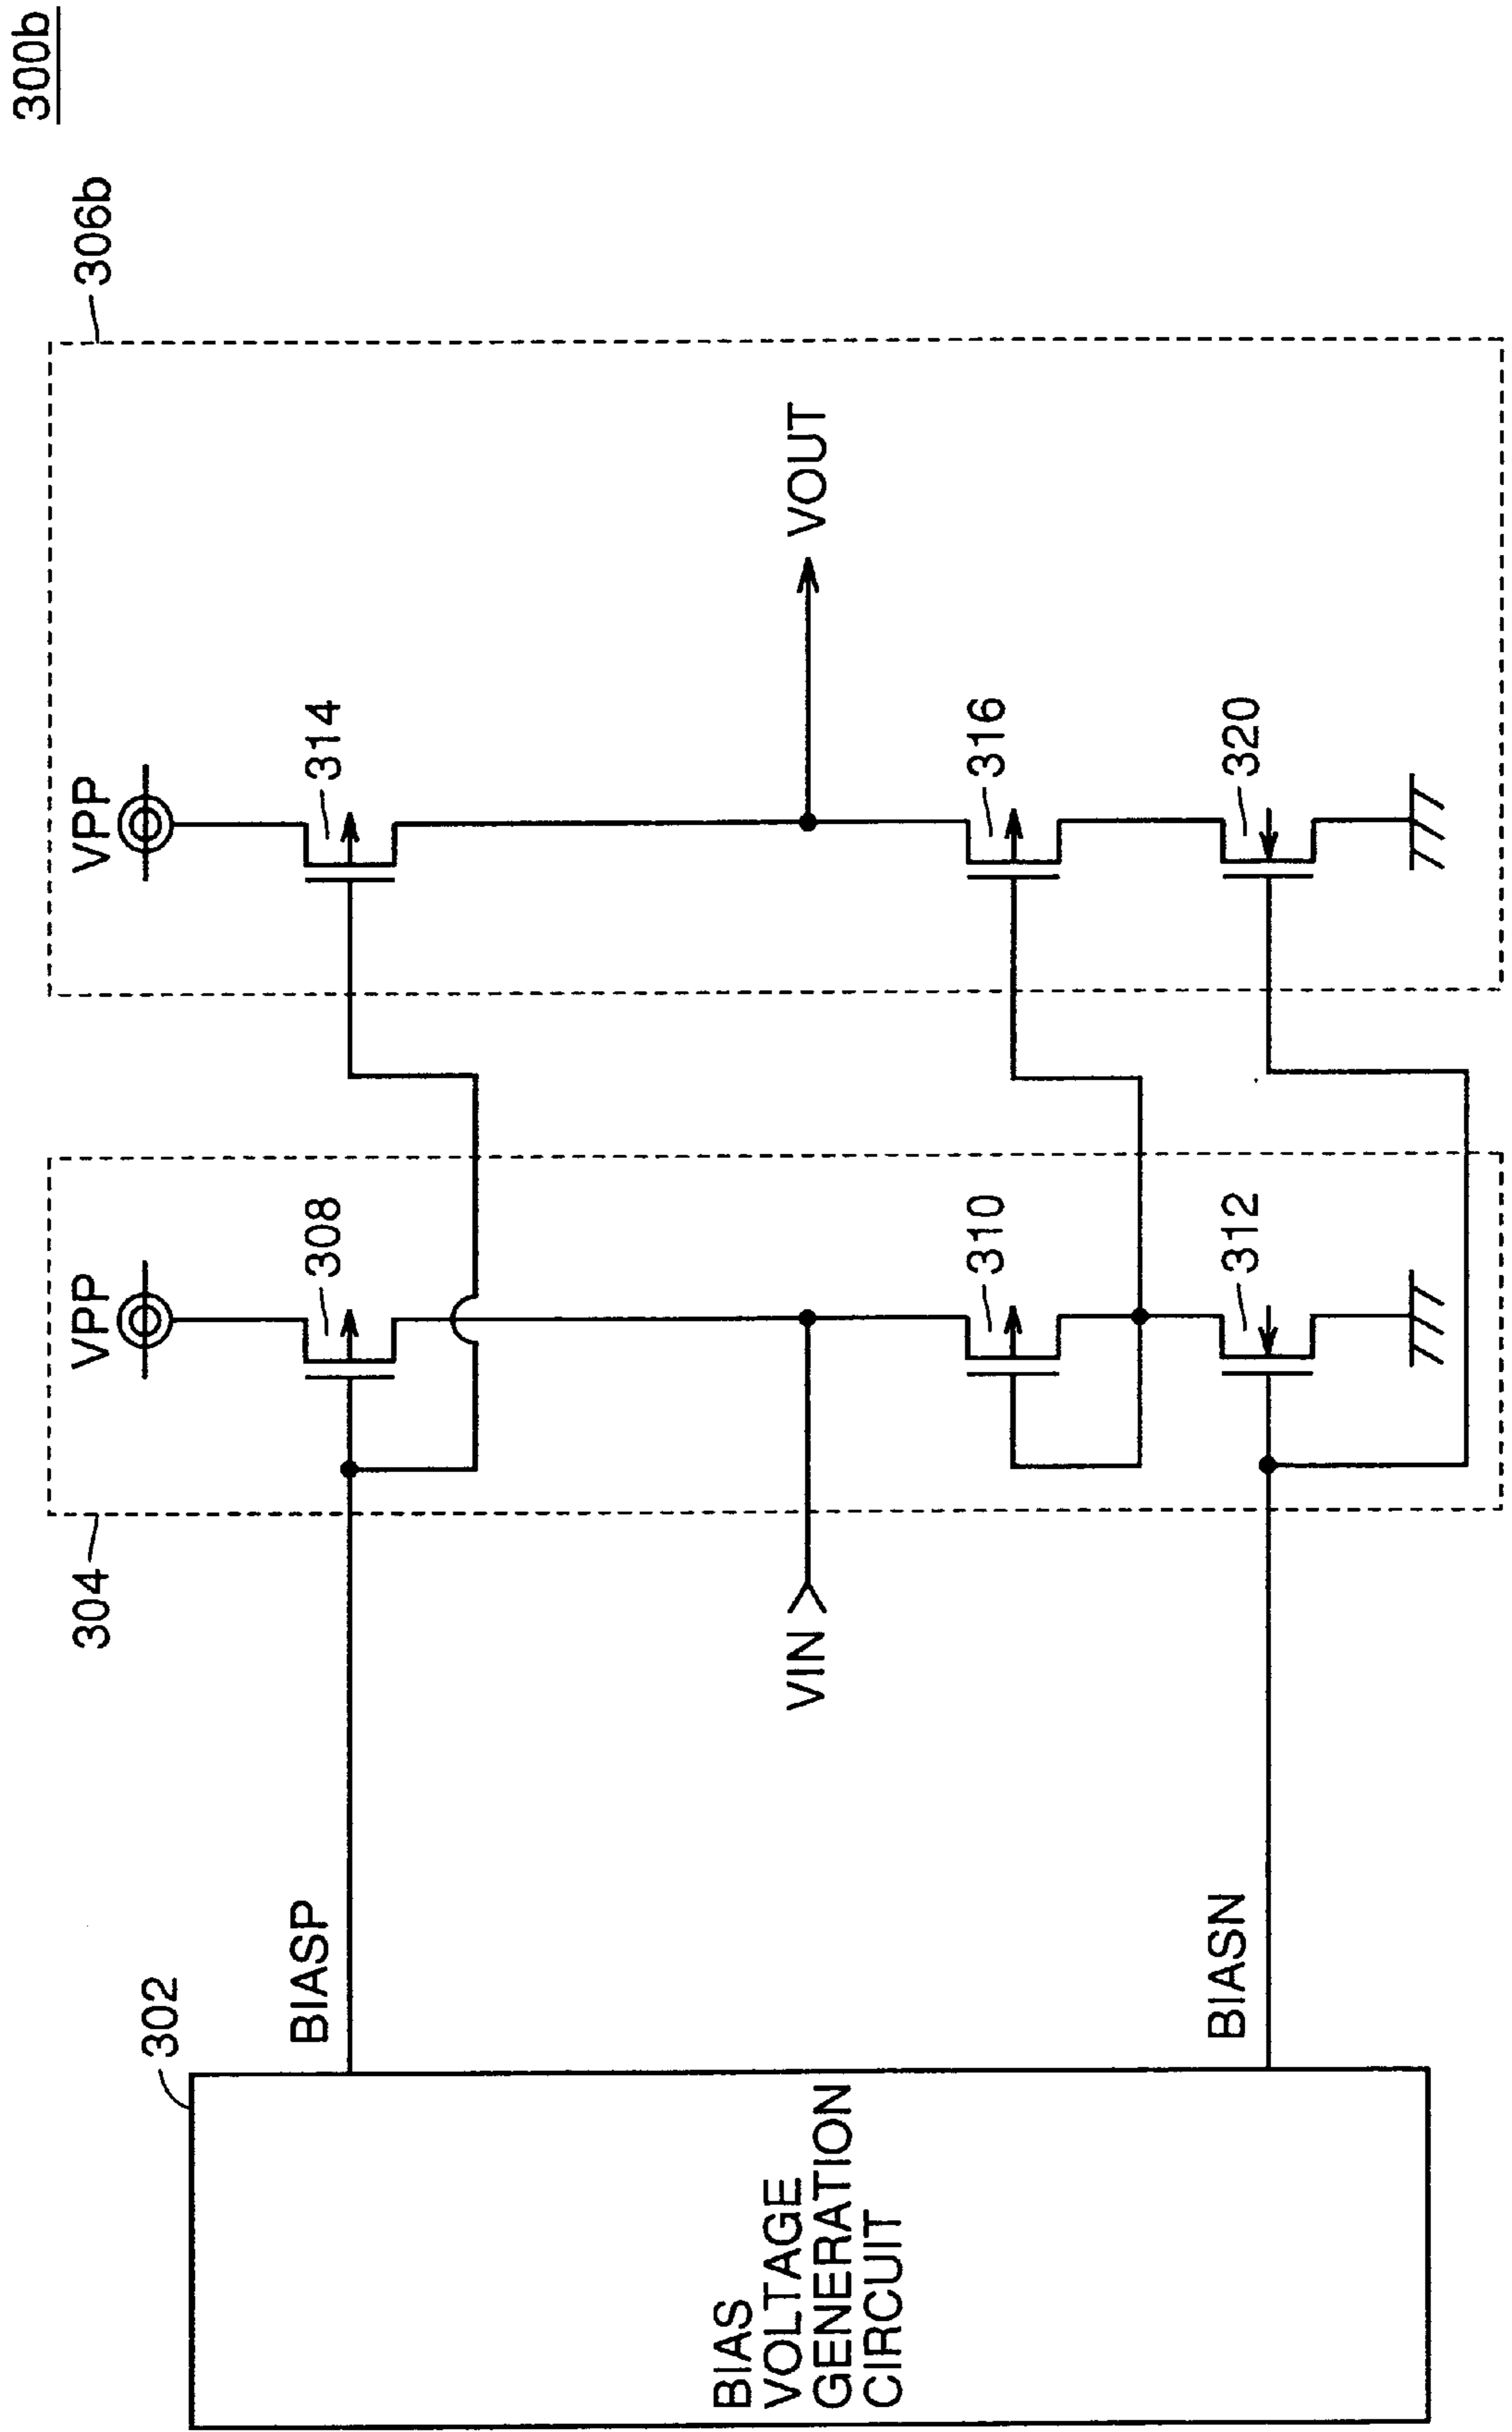 300b
306b
304
302
VPP
VPP
308
314
BIASP
VIN
VOUT
310
316
312
320
BIASN
BIAS
VOLTAGE
GENERATION
CIRCUIT